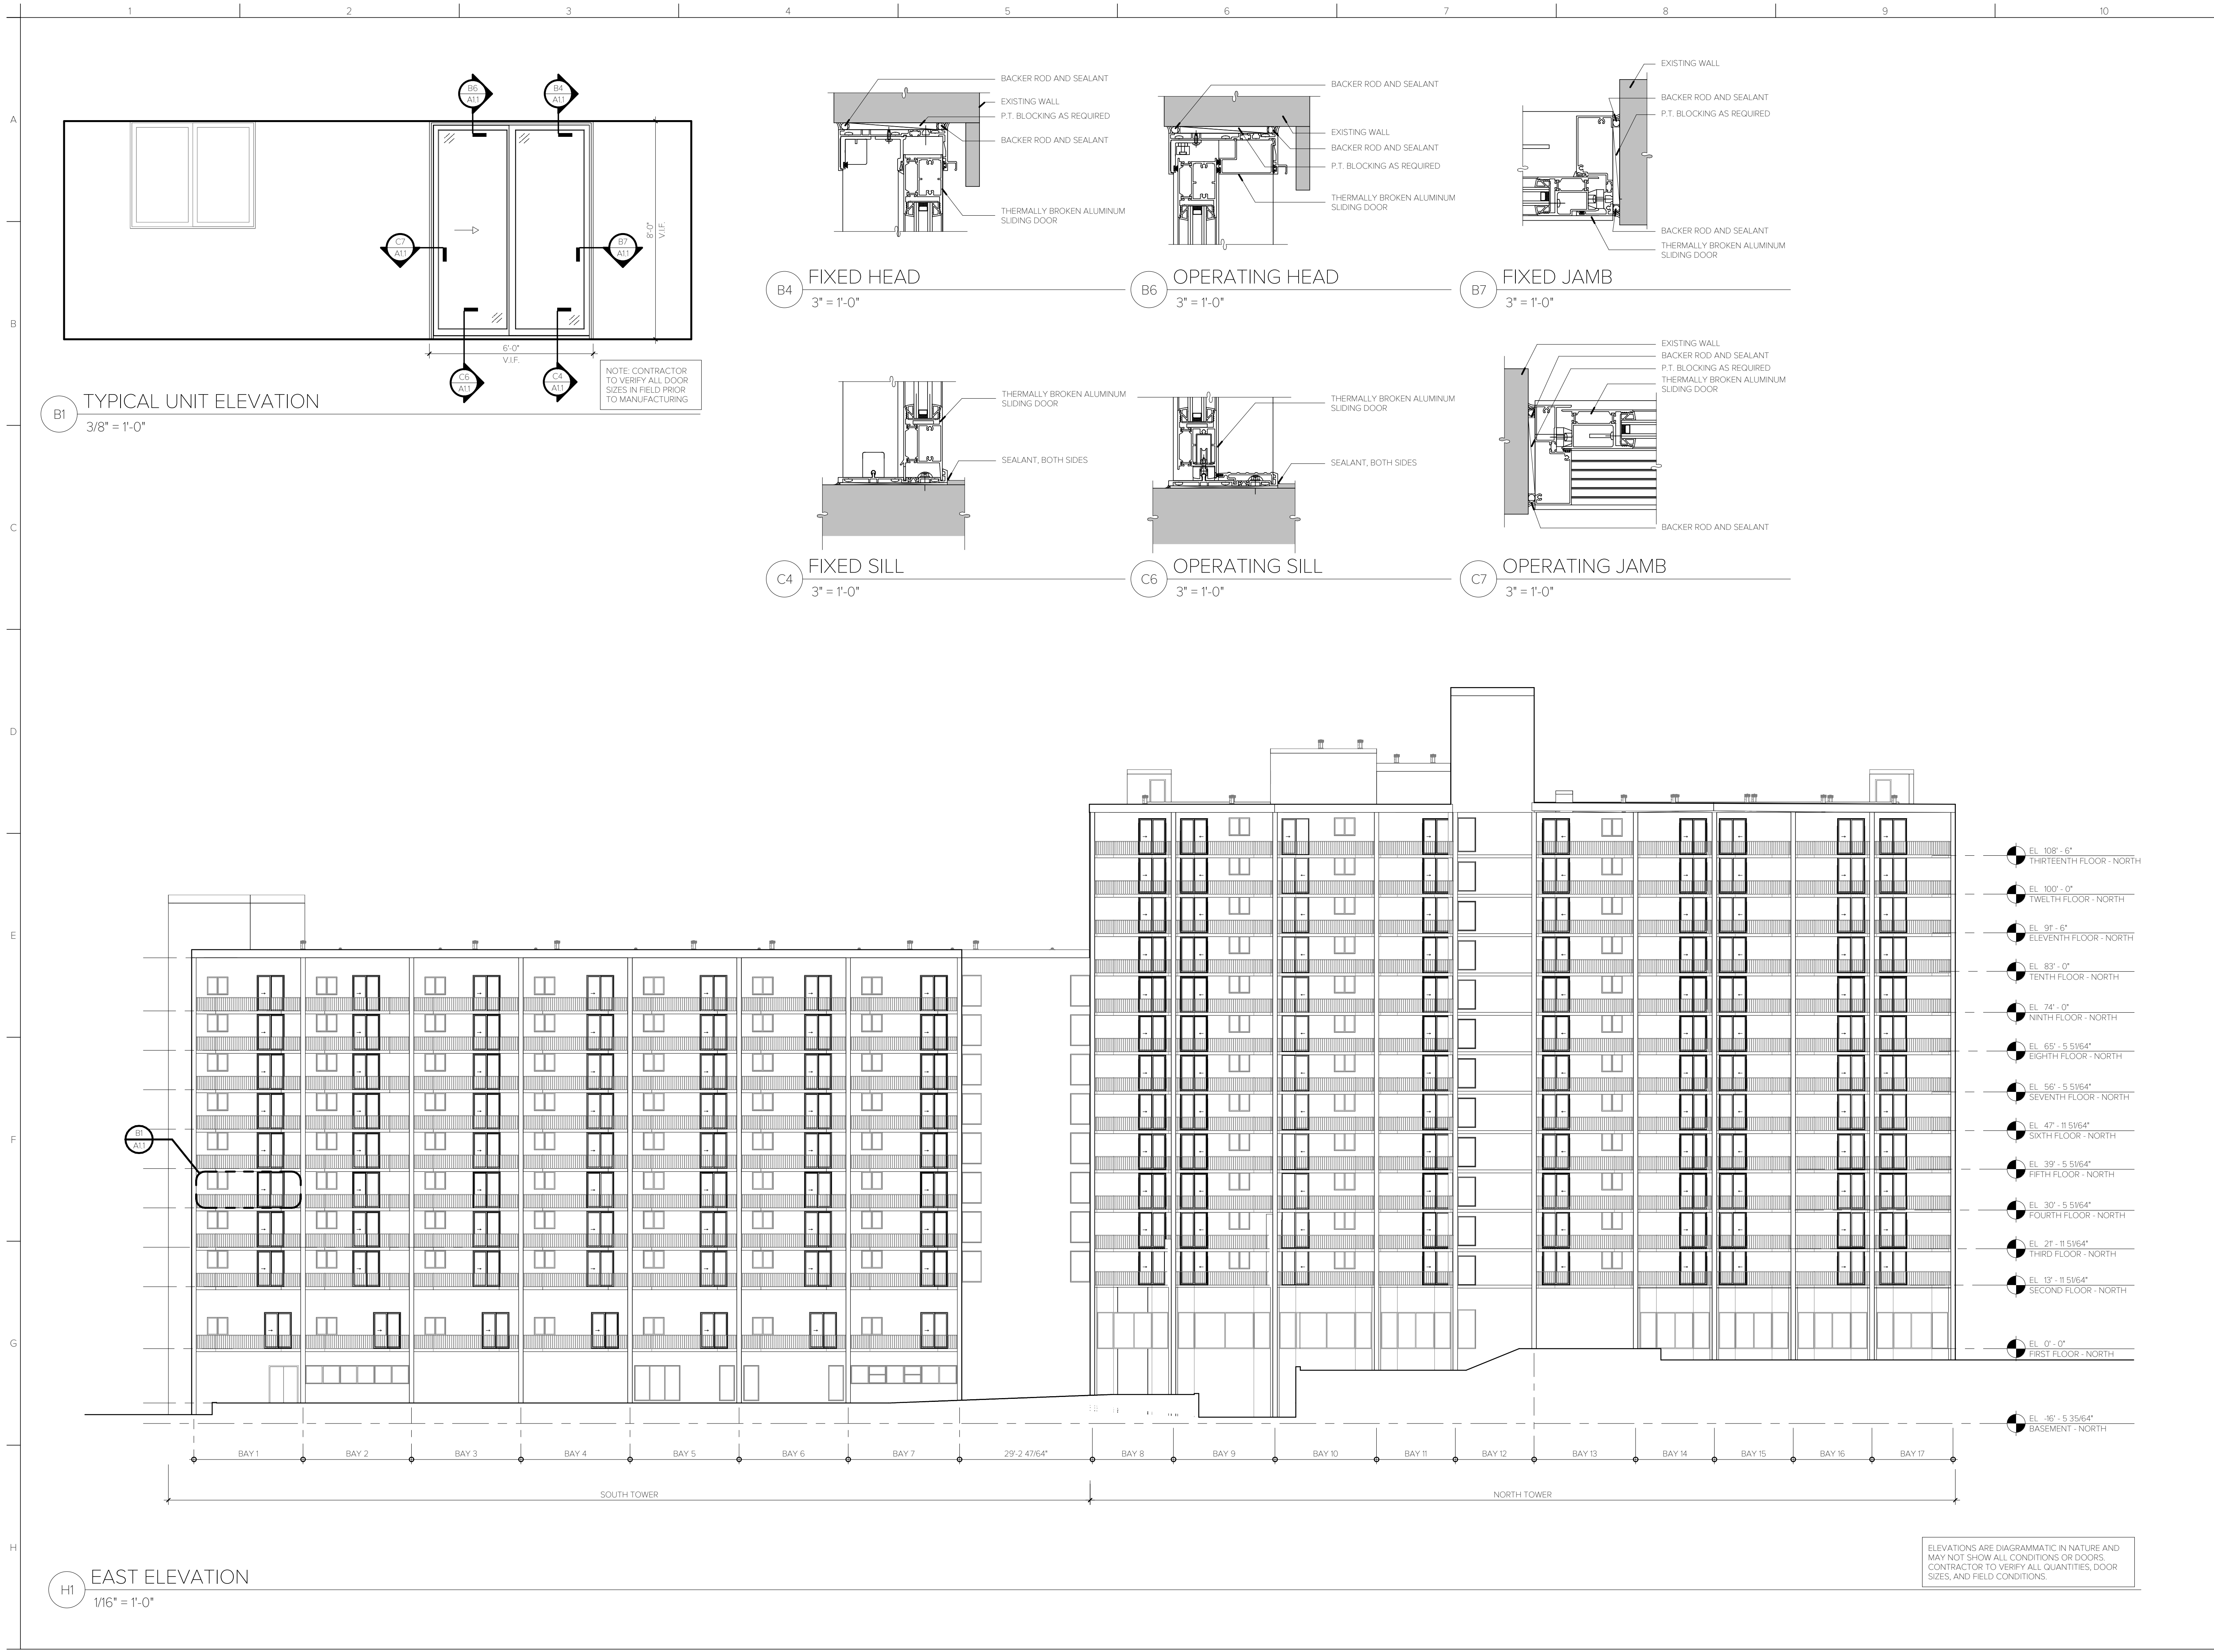 1 2 3 4 5 6 7 8 9 10
A
B
C
D
E
F
G
H
B6
A1.1
B4
A1.1
C7
A1.1
B7
A1.1
8'-0"
V.I.F.
6'-0"
V.I.F.
C6
A1.1
C4
A1.1
NOTE: CONTRACTOR
TO VERIFY ALL DOOR
SIZES IN FIELD PRIOR
TO MANUFACTURING
B1
TYPICAL UNIT ELEVATION
3/8" = 1'-0"
BACKER ROD AND SEALANT
EXISTING WALL
P.T. BLOCKING AS REQUIRED
BACKER ROD AND SEALANT
THERMALLY BROKEN ALUMINUM
SLIDING DOOR
B4
FIXED HEAD
3" = 1'-0"
BACKER ROD AND SEALANT
EXISTING WALL
BACKER ROD AND SEALANT
P.T. BLOCKING AS REQUIRED
THERMALLY BROKEN ALUMINUM
SLIDING DOOR
B6
OPERATING HEAD
3" = 1'-0"
EXISTING WALL
BACKER ROD AND SEALANT
P.T. BLOCKING AS REQUIRED
BACKER ROD AND SEALANT
THERMALLY BROKEN ALUMINUM
SLIDING DOOR
B7
FIXED JAMB
3" = 1'-0"
THERMALLY BROKEN ALUMINUM
SLIDING DOOR
SEALANT, BOTH SIDES
C4
FIXED SILL
3" = 1'-0"
THERMALLY BROKEN ALUMINUM
SLIDING DOOR
SEALANT, BOTH SIDES
C6
OPERATING SILL
3" = 1'-0"
EXISTING WALL
BACKER ROD AND SEALANT
P.T. BLOCKING AS REQUIRED
THERMALLY BROKEN ALUMINUM
SLIDING DOOR
BACKER ROD AND SEALANT
C7
OPERATING JAMB
3" = 1'-0"
EL 108' - 6"
THIRTEENTH FLOOR - NORTH
EL 100' - 0"
TWELTH FLOOR - NORTH
EL 91' - 6"
ELEVENTH FLOOR - NORTH
EL 83' - 0"
TENTH FLOOR - NORTH
EL 74' - 0"
NINTH FLOOR - NORTH
EL 65' - 5 51/64"
EIGHTH FLOOR - NORTH
EL 56' - 5 51/64"
SEVENTH FLOOR - NORTH
EL 47' - 11 51/64"
SIXTH FLOOR - NORTH
EL 39' - 5 51/64"
FIFTH FLOOR - NORTH
EL 30' - 5 51/64"
FOURTH FLOOR - NORTH
EL 21' - 11 51/64"
THIRD FLOOR - NORTH
EL 13' - 11 51/64"
SECOND FLOOR - NORTH
EL 0' - 0"
FIRST FLOOR - NORTH
EL -16' - 5 35/64"
BASEMENT - NORTH
B1
A1.1
BAY 1 BAY 2 BAY 3 BAY 4 BAY 5 BAY 6 BAY 7 29'-2 47/64" BAY 8 BAY 9 BAY 10 BAY 11 BAY 12 BAY 13 BAY 14 BAY 15 BAY 16 BAY 17
SOUTH TOWER NORTH TOWER
ELEVATIONS ARE DIAGRAMMATIC IN NATURE AND
MAY NOT SHOW ALL CONDITIONS OR DOORS.
CONTRACTOR TO VERIFY ALL QUANTITIES, DOOR
SIZES, AND FIELD CONDITIONS.
H1
EAST ELEVATION
1/16" = 1'-0"